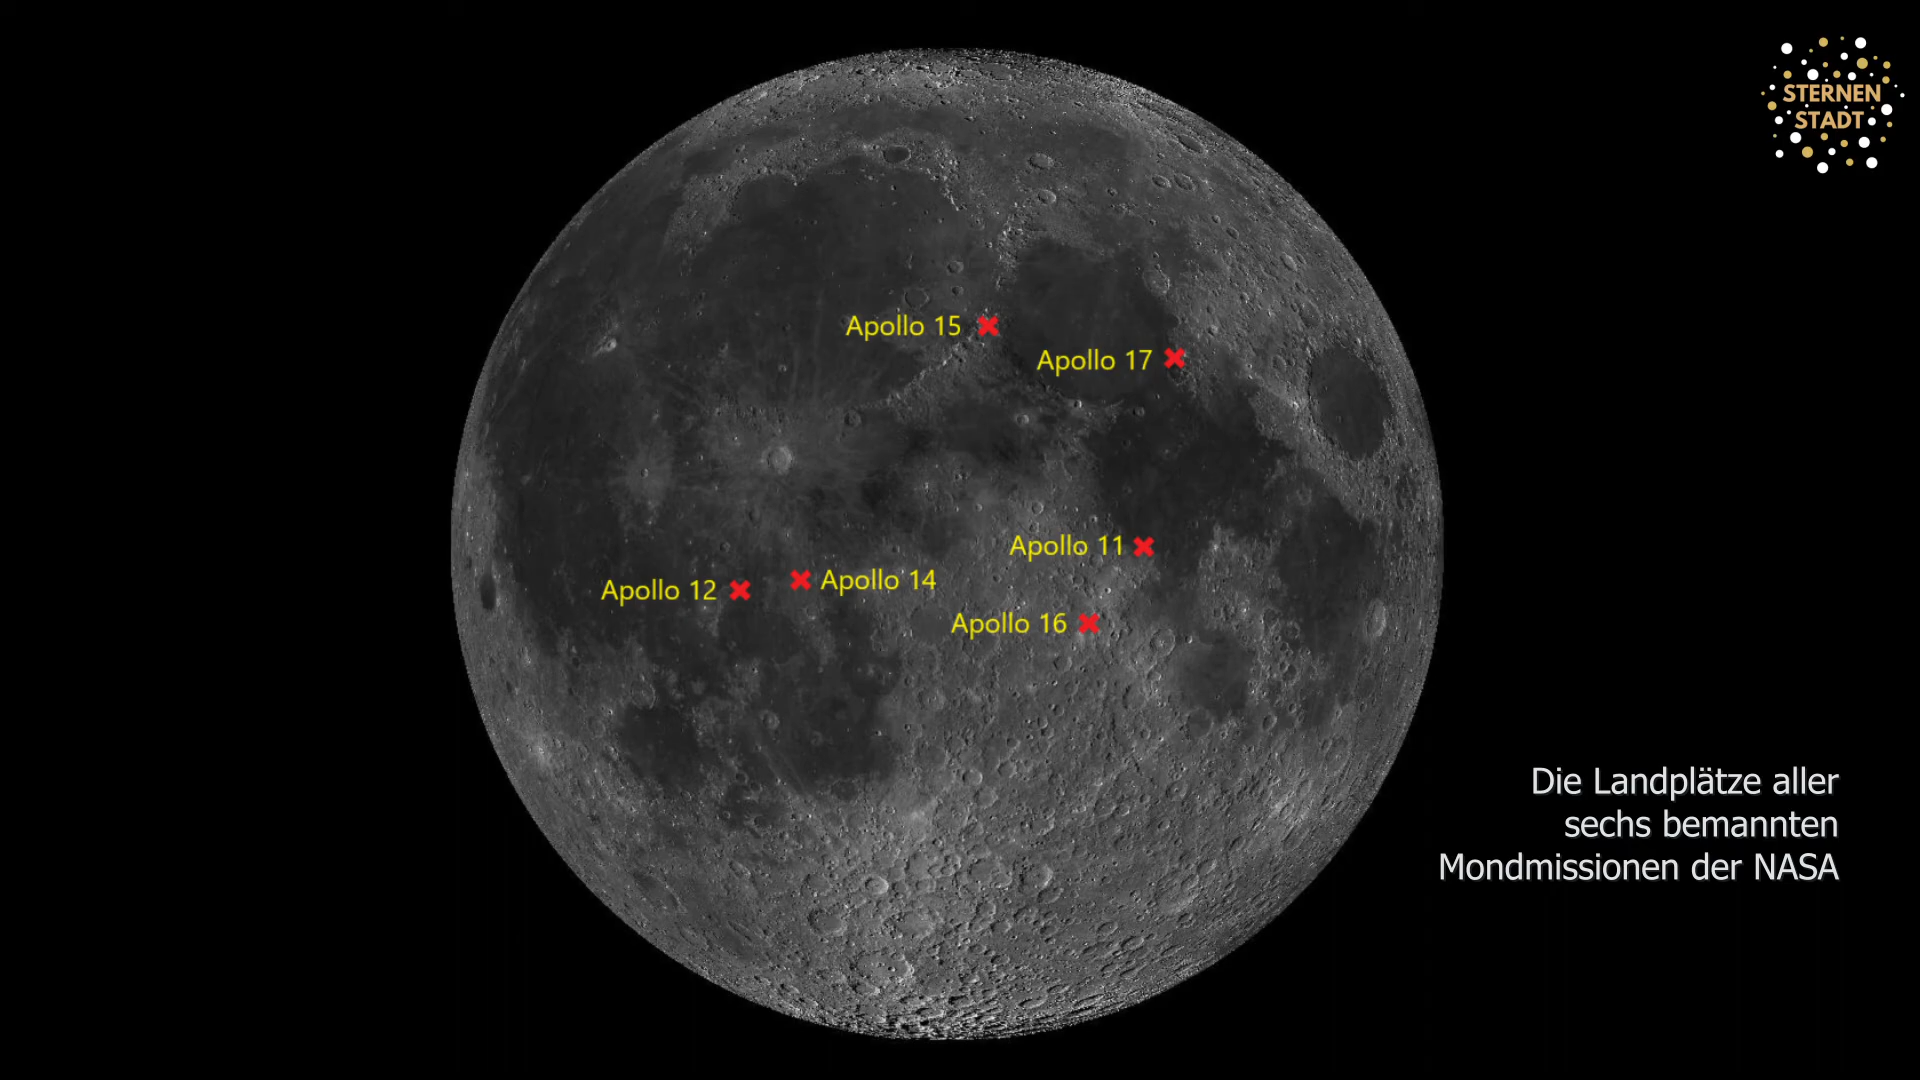 STERNEN
STADT
Apollo 15
Apollo 17
Apollo 11
Apollo 12
Apollo 14
Apollo 16
Die Landplätze aller
sechs bemannten
Mondmissionen der NASA